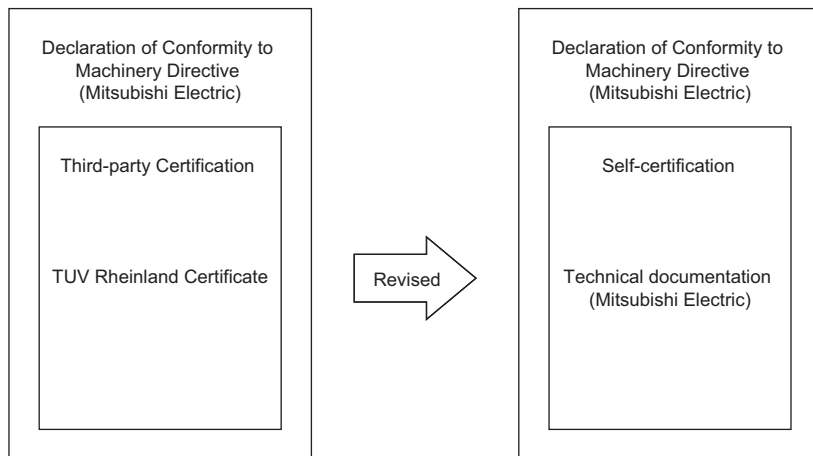 Declaration of Conformity to
Machinery Directive
(Mitsubishi Electric)
Third-party Certification
TUV Rheinland Certificate
Revised
Declaration of Conformity to
Machinery Directive
(Mitsubishi Electric)
Self-certification
Technical documentation
(Mitsubishi Electric)